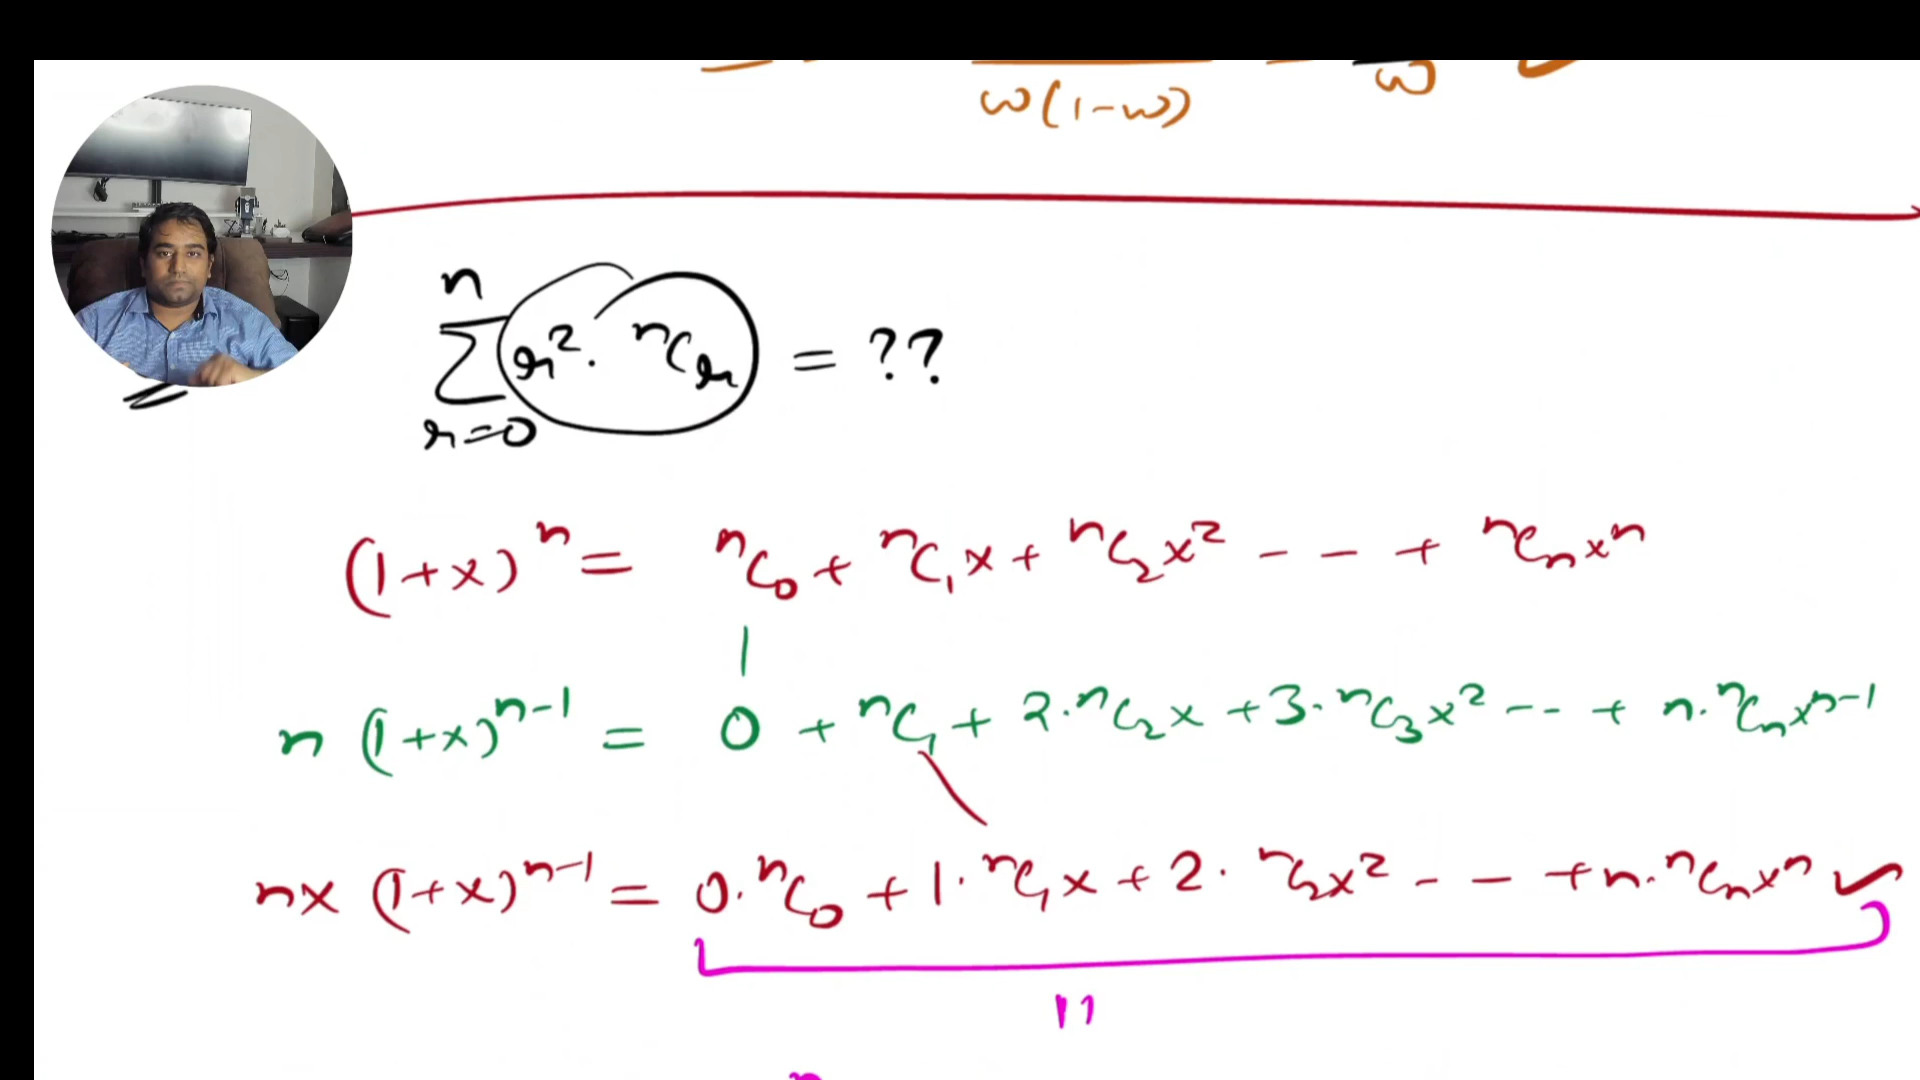 ω(1-ω) ω
n
Σ r². ⁿCᵣ = ??
r=0
(1+x)ⁿ = ⁿC₀ + ⁿC₁x + ⁿC₂x² - - + ⁿCₙxⁿ
n (1+x)ⁿ⁻¹ = 0 + ⁿC₁ + 2.ⁿC₂x + 3.ⁿC₃x² -- + n.ⁿCₙxⁿ⁻¹
nx (1+x)ⁿ⁻¹ = 0.ⁿC₀ + 1.ⁿC₁x + 2.ⁿC₂x² - - + n.ⁿCₙxⁿ